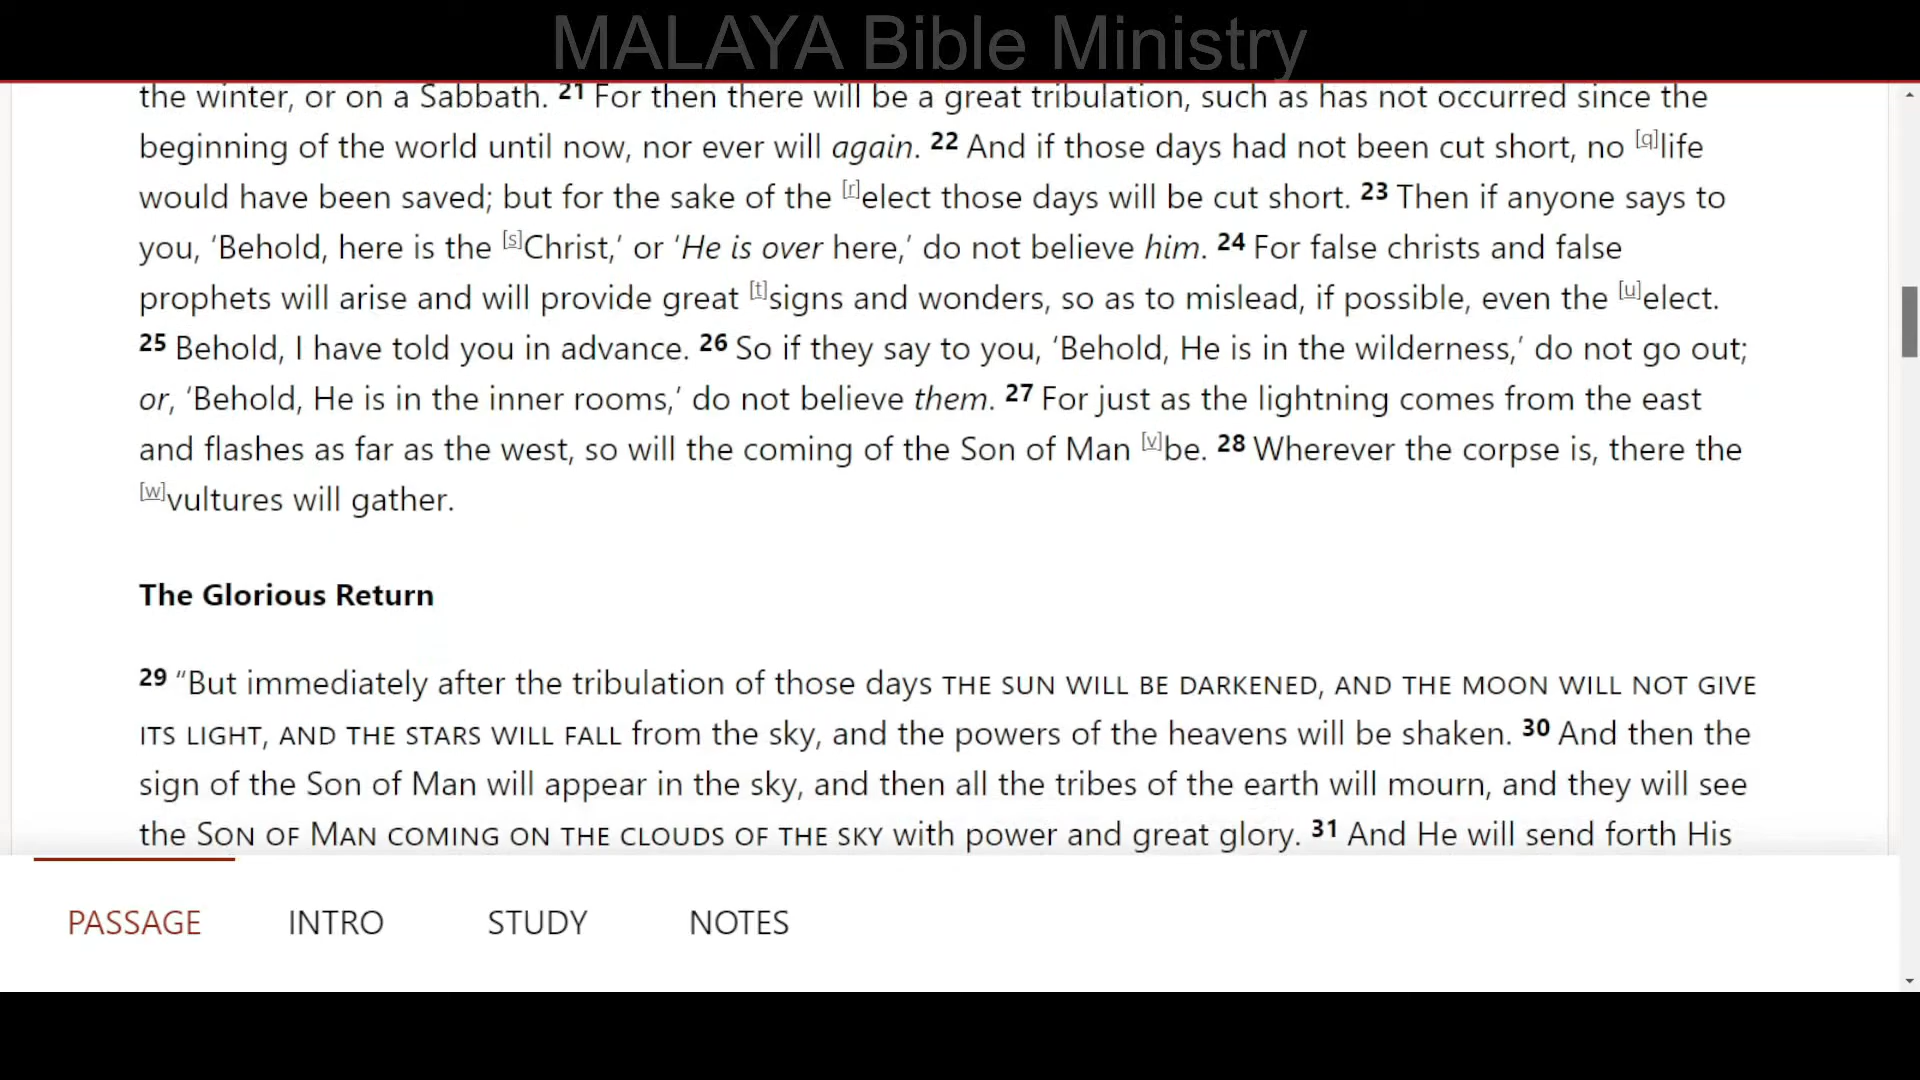 MALAYA Bible Ministry
the winter, or on a Sabbath. 21 For then there will be a great tribulation, such as has not occurred since the
beginning of the world until now, nor ever will again. 22 And if those days had not been cut short, no [q]life
would have been saved; but for the sake of the [r]elect those days will be cut short. 23 Then if anyone says to
you, ‘Behold, here is the [s]Christ,’ or ‘He is over here,’ do not believe him. 24 For false christs and false
prophets will arise and will provide great [t]signs and wonders, so as to mislead, if possible, even the [u]elect.
25 Behold, I have told you in advance. 26 So if they say to you, ‘Behold, He is in the wilderness,’ do not go out;
or, ‘Behold, He is in the inner rooms,’ do not believe them. 27 For just as the lightning comes from the east
and flashes as far as the west, so will the coming of the Son of Man [v]be. 28 Wherever the corpse is, there the
[w]vultures will gather.
The Glorious Return
29 “But immediately after the tribulation of those days THE SUN WILL BE DARKENED, AND THE MOON WILL NOT GIVE
ITS LIGHT, AND THE STARS WILL FALL from the sky, and the powers of the heavens will be shaken. 30 And then the
sign of the Son of Man will appear in the sky, and then all the tribes of the earth will mourn, and they will see
the SON OF MAN COMING ON THE CLOUDS OF THE SKY with power and great glory. 31 And He will send forth His
PASSAGE INTRO STUDY NOTES